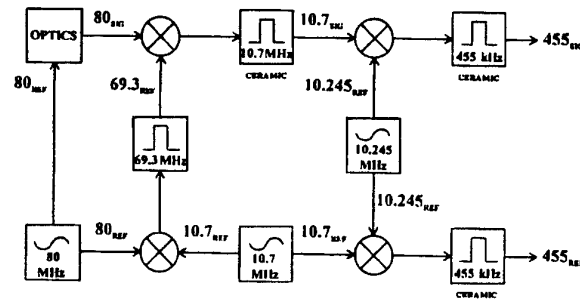 OPTICS
80SIG
10.7MHz
CERAMIC
10.7SIG
455 kHz
CERAMIC
455SIG
80REF
69.3REF
10.245REF
69.3 MHz
10.245
MHz
10.245REF
80
MHz
80REF
10.7REF
10.7
MHz
10.7REF
455 kHz
CERAMIC
455REF